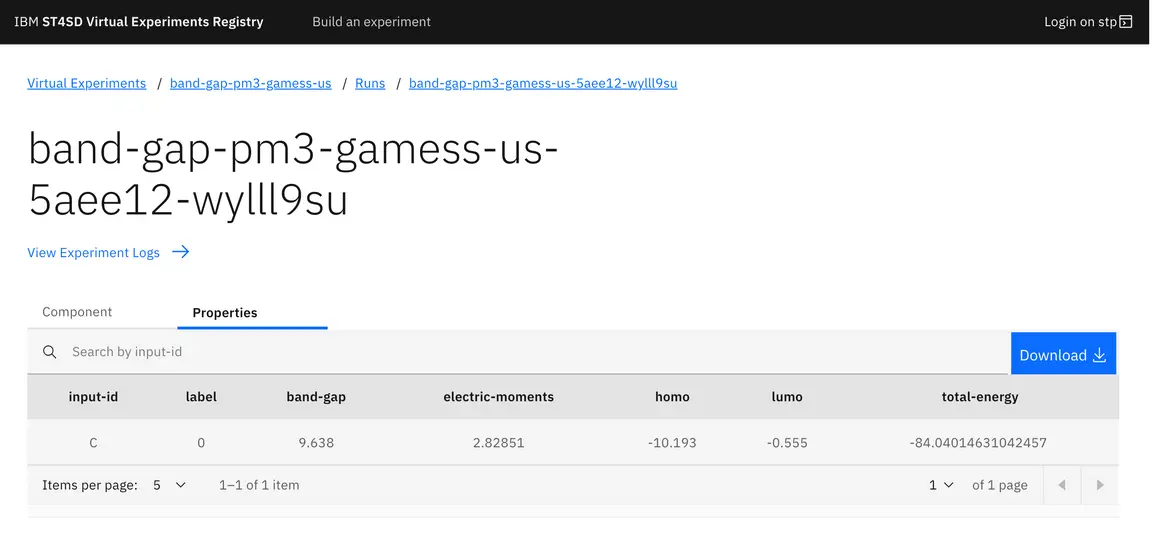 IBM ST4SD Virtual Experiments Registry Build an experiment Login on stp
Virtual Experiments / band-gap-pm3-gamess-us / Runs / band-gap-pm3-gamess-us-5aee12-wylll9su
band-gap-pm3-gamess-us-
5aee12-wylll9su
View Experiment Logs
Component Properties
Search by input-id Download
input-id label band-gap electric-moments homo lumo total-energy
C 0 9.638 2.82851 -10.193 -0.555 -84.04014631042457
Items per page: 5 1–1 of 1 item 1 of 1 page